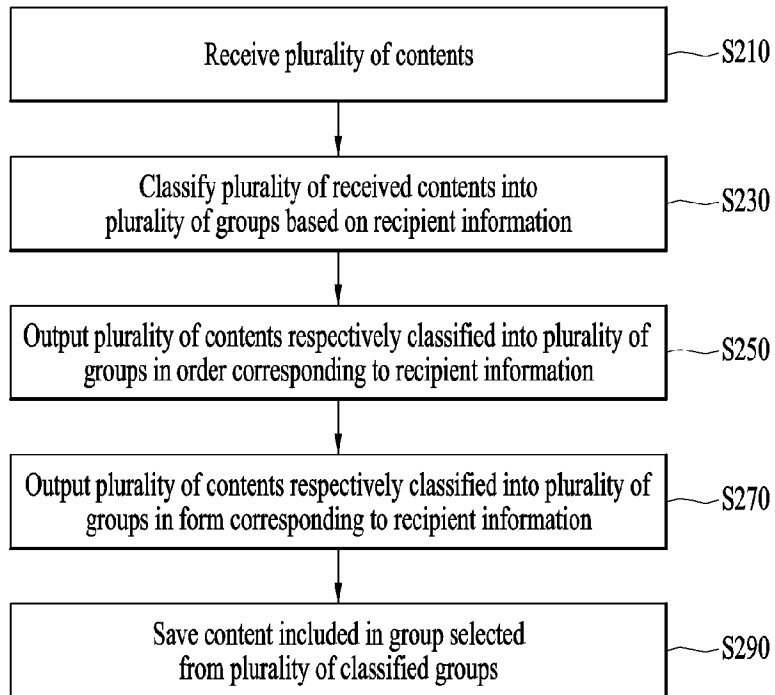 Receive plurality of contents
S210
Classify plurality of received contents into
plurality of groups based on recipient information
S230
Output plurality of contents respectively classified into plurality of
groups in order corresponding to recipient information
S250
Output plurality of contents respectively classified into plurality of
groups in form corresponding to recipient information
S270
Save content included in group selected
from plurality of classified groups
S290